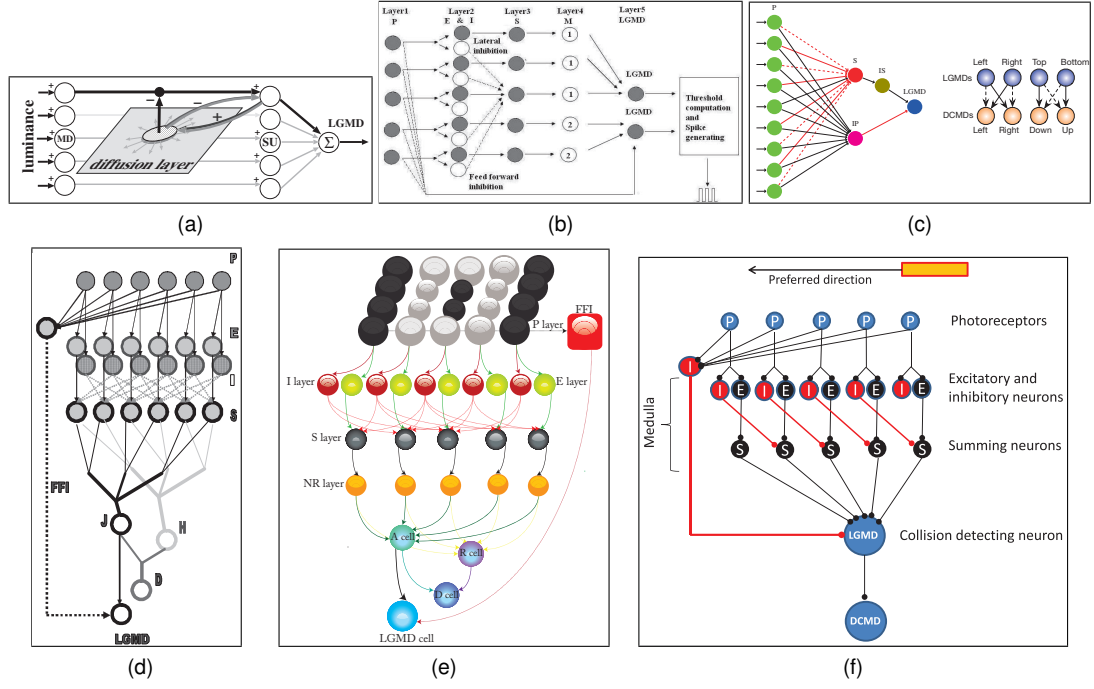 luminance
+
+
+
+
+
MD
−
−
+
diffusion layer
+
+
+
+
+
SU
Σ
LGMD
(a)
Layer1 Layer2 Layer3 Layer4 Layer5
P E & I S M LGMD
Lateral
inhibition
1
1
2
2
LGMD
LGMD
Threshold
computation
and
Spike
generating
Feed forward
inhibition
(b)
P
S
IS
LGMD
IP
Left Right Top Bottom
LGMDs
DCMDs
Left Right Down Up
(c)
P
E
I
S
FFI
J
H
D
LGMD
(d)
P layer
FFI
I layer
E layer
S layer
NR layer
A cell
R cell
D cell
LGMD cell
(e)
Preferred direction
P P P P P
Photoreceptors
I
I E I E I E I E I E
Excitatory and
inhibitory neurons
Medulla
S S S S S
Summing neurons
LGMD
Collision detecting neuron
DCMD
(f)